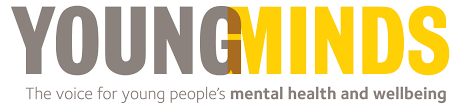 YOUNGMINDS
The voice for young people's mental health and wellbeing